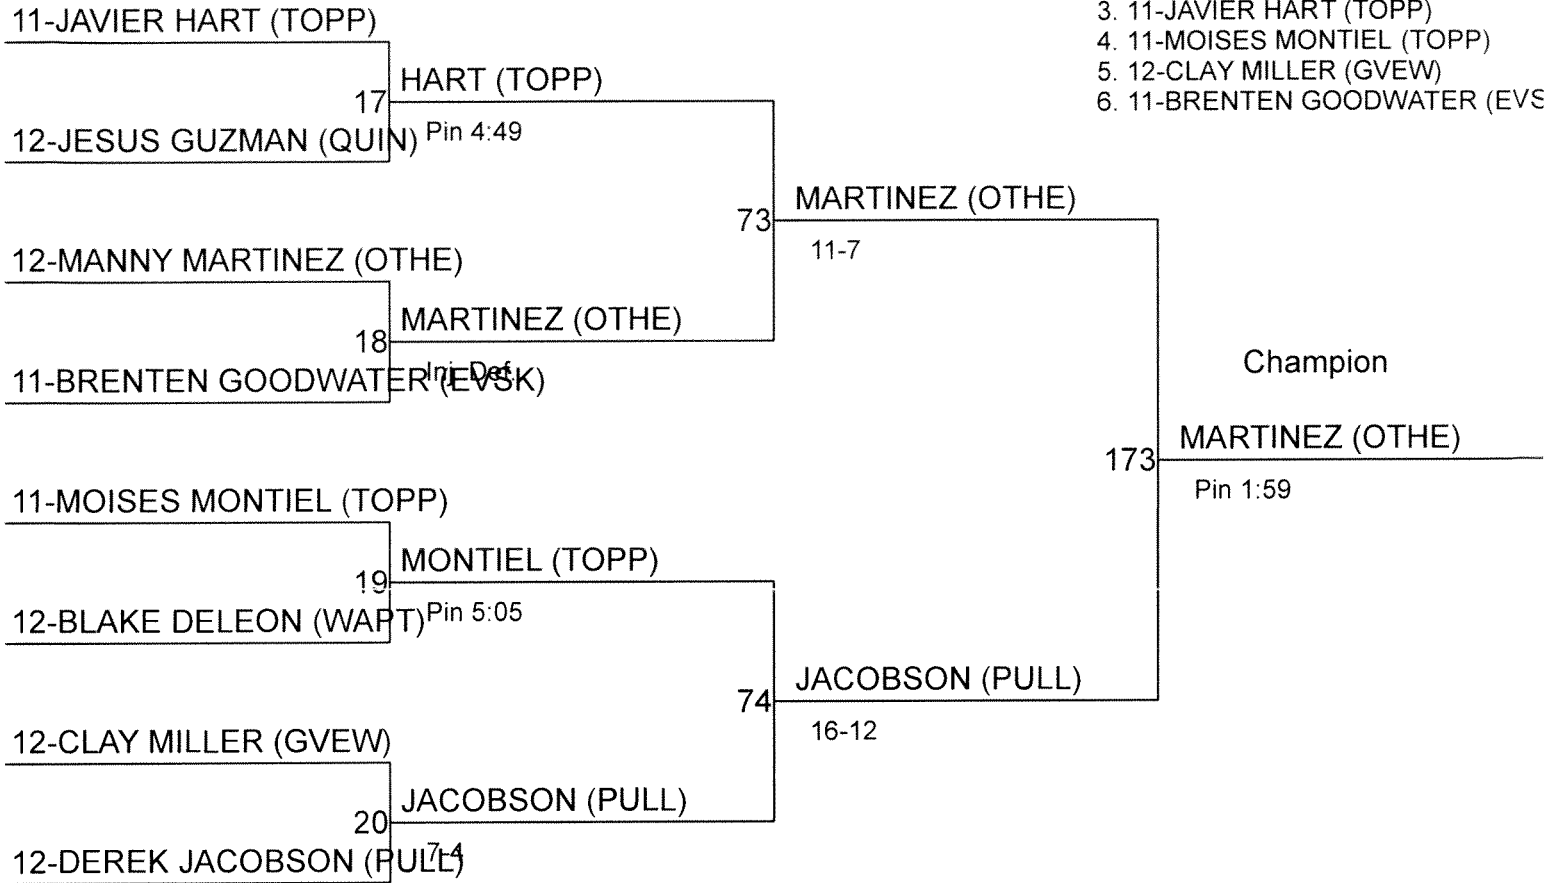 11-JAVIER HART (TOPP)
17
HART (TOPP)
Pin 4:49
12-JESUS GUZMAN (QUIN)
73
MARTINEZ (OTHE)
11-7
12-MANNY MARTINEZ (OTHE)
18
MARTINEZ (OTHE)
Inj. Def.
11-BRENTEN GOODWATER (EVSK)
11-MOISES MONTIEL (TOPP)
19
MONTIEL (TOPP)
Pin 5:05
12-BLAKE DELEON (WAPT)
74
JACOBSON (PULL)
16-12
12-CLAY MILLER (GVEW)
20
JACOBSON (PULL)
7-4
12-DEREK JACOBSON (PULL)
3. 11-JAVIER HART (TOPP)
4. 11-MOISES MONTIEL (TOPP)
5. 12-CLAY MILLER (GVEW)
6. 11-BRENTEN GOODWATER (EVS
Champion
173
MARTINEZ (OTHE)
Pin 1:59